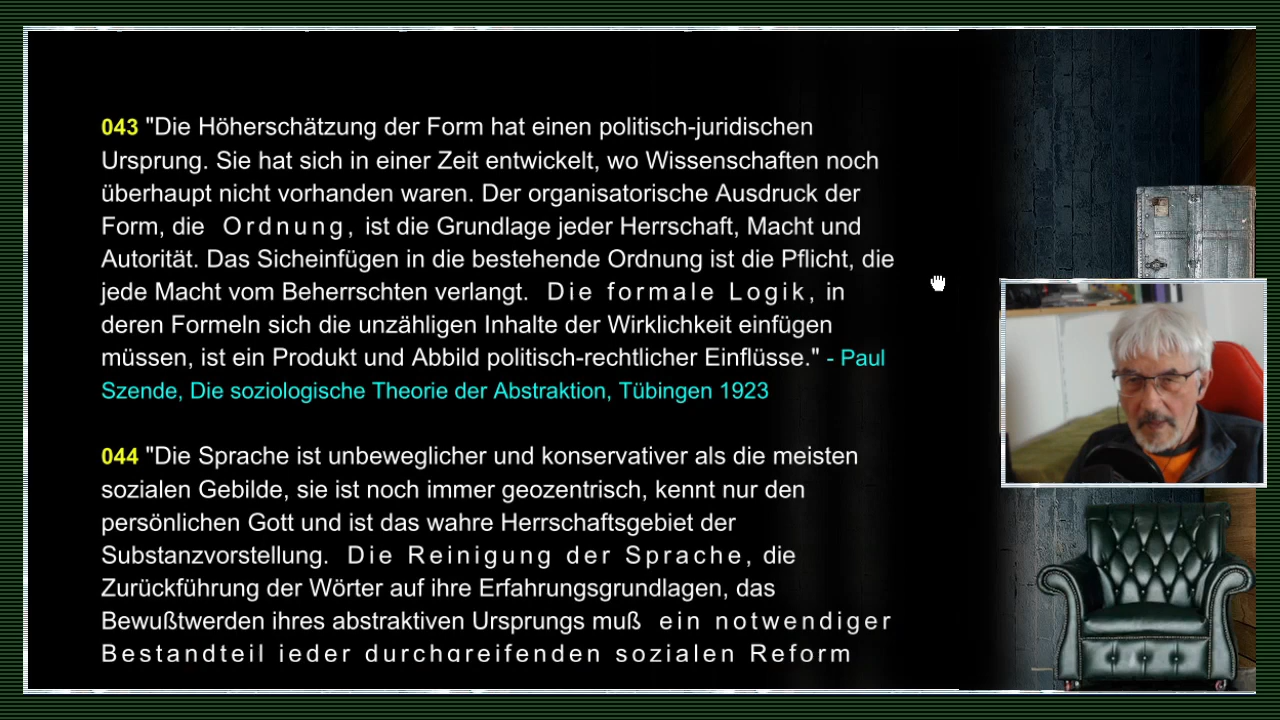 043 "Die Höherschätzung der Form hat einen politisch-juridischen
Ursprung. Sie hat sich in einer Zeit entwickelt, wo Wissenschaften noch
überhaupt nicht vorhanden waren. Der organisatorische Ausdruck der
Form, die Ordnung, ist die Grundlage jeder Herrschaft, Macht und
Autorität. Das Sicheinfügen in die bestehende Ordnung ist die Pflicht, die
jede Macht vom Beherrschten verlangt. Die formale Logik, in
deren Formeln sich die unzähligen Inhalte der Wirklichkeit einfügen
müssen, ist ein Produkt und Abbild politisch-rechtlicher Einflüsse." - Paul
Szende, Die soziologische Theorie der Abstraktion, Tübingen 1923
044 "Die Sprache ist unbeweglicher und konservativer als die meisten
sozialen Gebilde, sie ist noch immer geozentrisch, kennt nur den
persönlichen Gott und ist das wahre Herrschaftsgebiet der
Substanzvorstellung. Die Reinigung der Sprache, die
Zurückführung der Wörter auf ihre Erfahrungsgrundlagen, das
Bewußtwerden ihres abstraktiven Ursprungs muß ein notwendiger
Bestandteil jeder durchgreifenden sozialen Reform